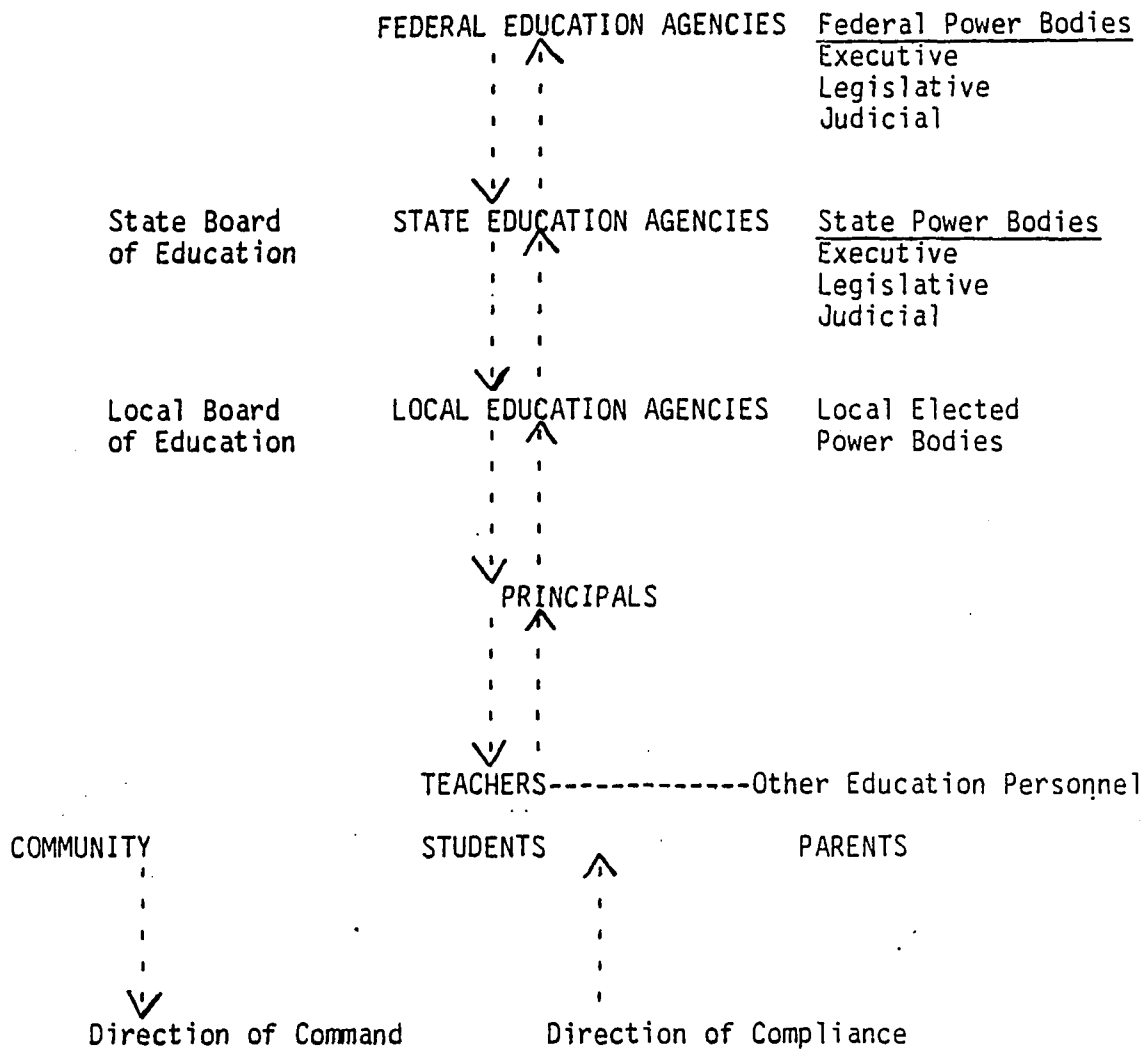 FEDERAL EDUCATION AGENCIES Federal Power Bodies
Executive
Legislative
Judicial
State Board STATE EDUCATION AGENCIES State Power Bodies
of Education Executive
Legislative
Judicial
Local Board LOCAL EDUCATION AGENCIES Local Elected
of Education Power Bodies
PRINCIPALS
TEACHERS-------------Other Education Personnel
COMMUNITY STUDENTS PARENTS
Direction of Command Direction of Compliance